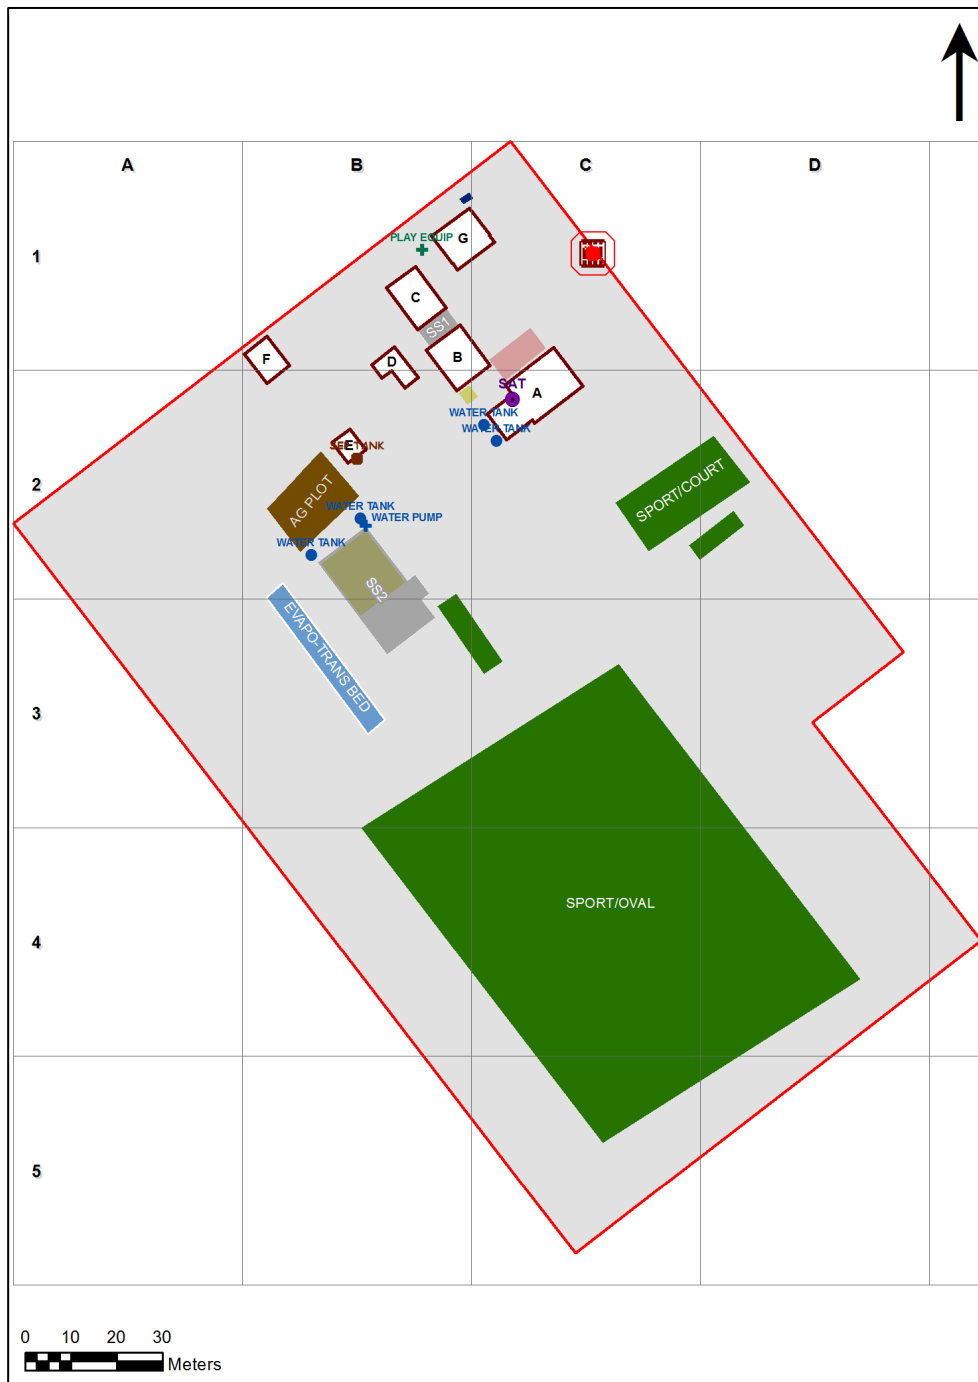 A
B
C
D
1
G
PLAY EQUIP
C
SS1
F
D
B
SAT
A
WATER TANK
WATER TANK
E
SEP TANK
2
SPORT/COURT
AG PLOT
WATER TANK
WATER PUMP
WATER TANK
SS2
EVAPO-TRANS BED
3
SPORT/OVAL
4
5
0 10 20 30
Meters